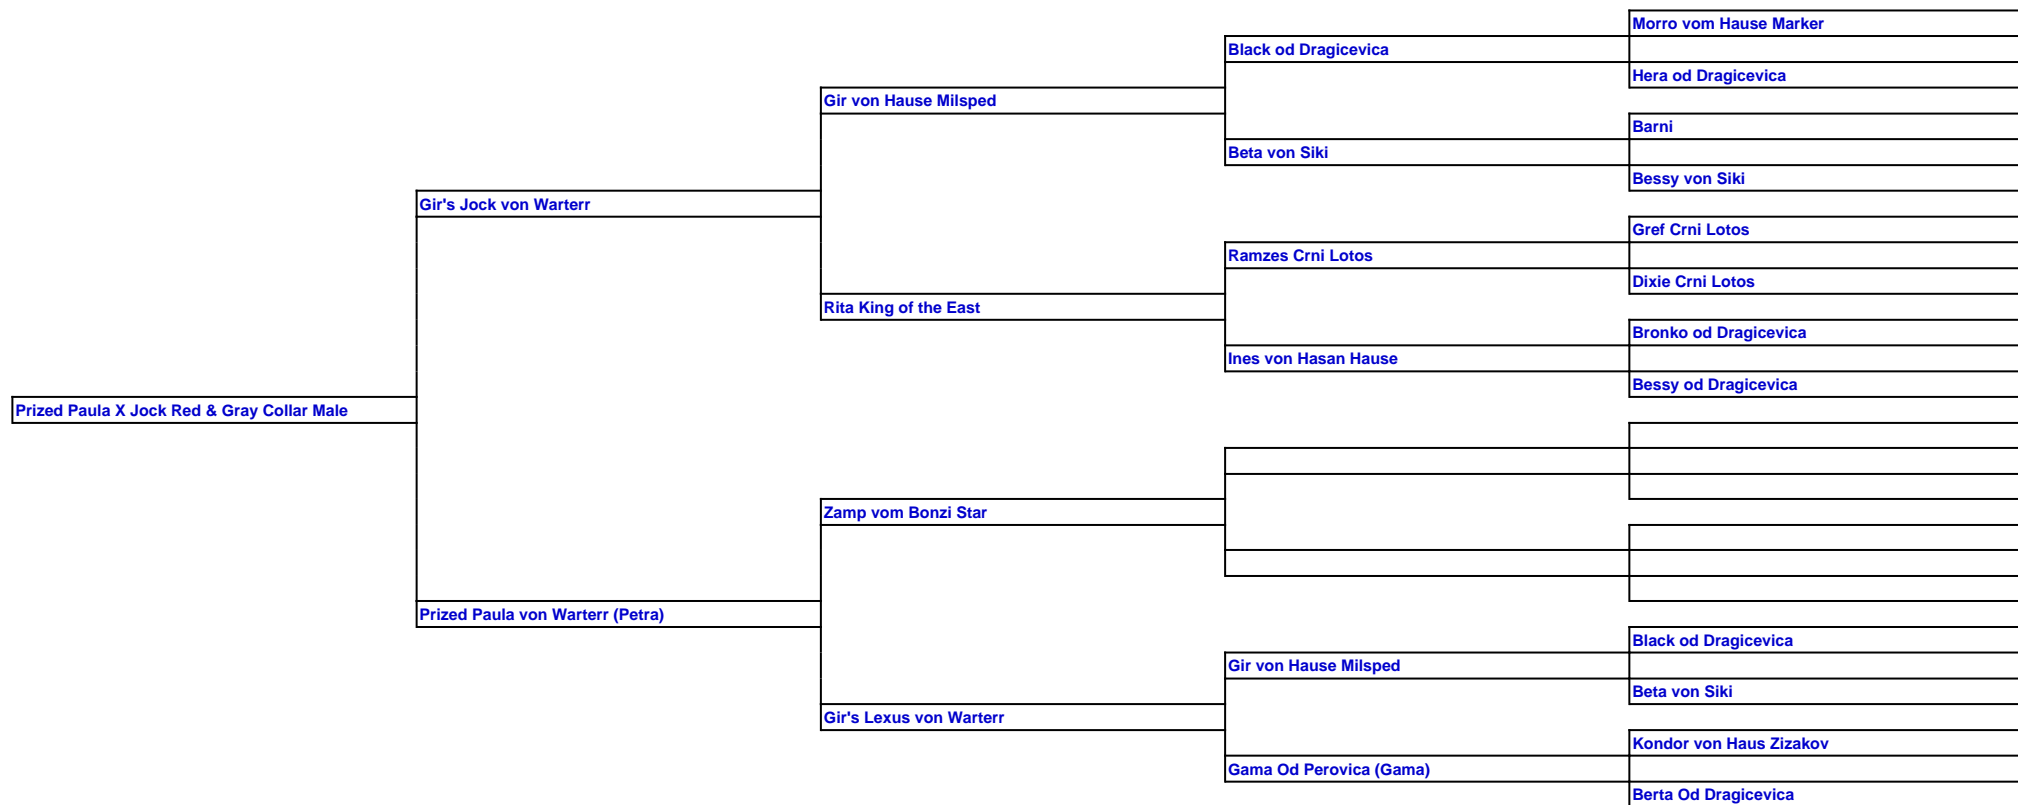 Morro vom Hause Marker
Black od Dragicevica
Hera od Dragicevica
Gir von Hause Milsped
Barni
Beta von Siki
Bessy von Siki
Gir's Jock von Warterr
Gref Crni Lotos
Ramzes Crni Lotos
Dixie Crni Lotos
Rita King of the East
Bronko od Dragicevica
Ines von Hasan Hause
Bessy od Dragicevica
Prized Paula X Jock Red & Gray Collar Male
Zamp vom Bonzi Star
Prized Paula von Warterr (Petra)
Black od Dragicevica
Gir von Hause Milsped
Beta von Siki
Gir's Lexus von Warterr
Kondor von Haus Zizakov
Gama Od Perovica (Gama)
Berta Od Dragicevica